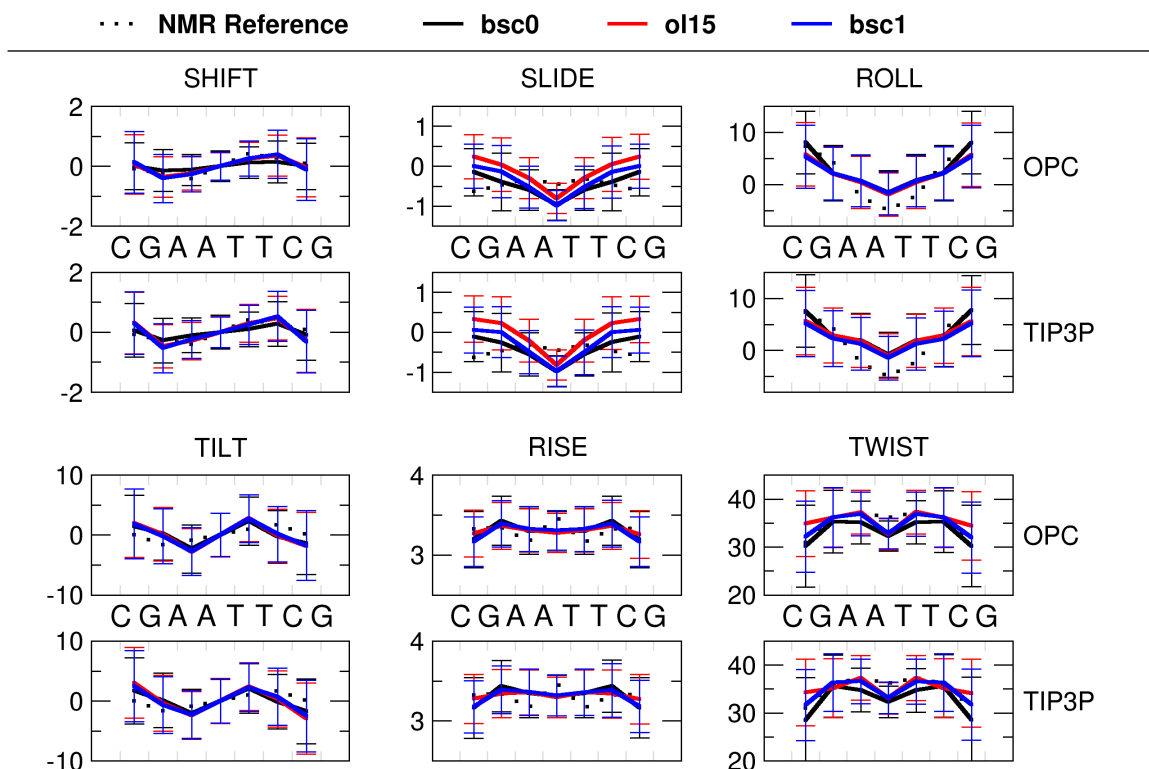 NMR Reference bsc0 ol15 bsc1
SHIFT SLIDE ROLL
2 1 10
0 0 0 OPC
-2 -1
C G A A T T C G C G A A T T C G C G A A T T C G
2 1 10
0 0 0 TIP3P
-2 -1
TILT RISE TWIST
10 4 40
0 3 30 OPC
-10 20
C G A A T T C G C G A A T T C G C G A A T T C G
10 4 40
0 3 30 TIP3P
-10 20